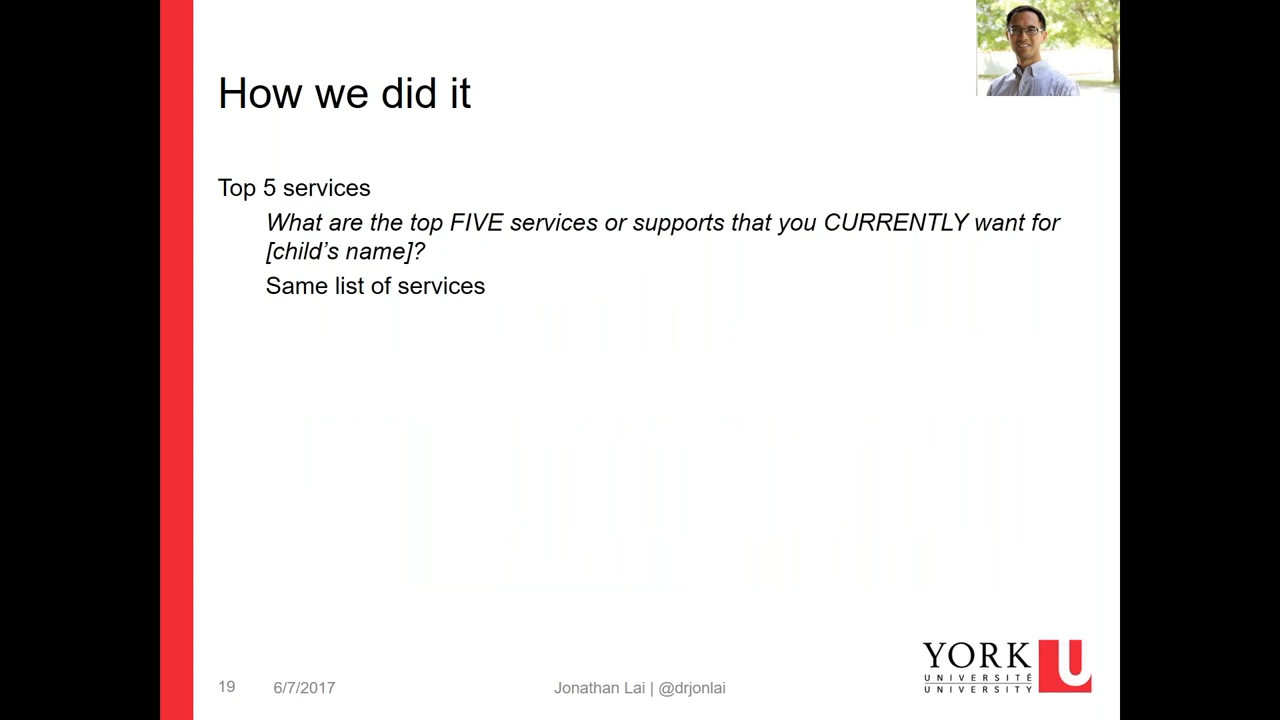 How we did it
Top 5 services
What are the top FIVE services or supports that you CURRENTLY want for
[child's name]?
Same list of services
YORK
UNIVERSITÉ
UNIVERSITY
U
19
6/7/2017
Jonathan Lai | @drjonlai